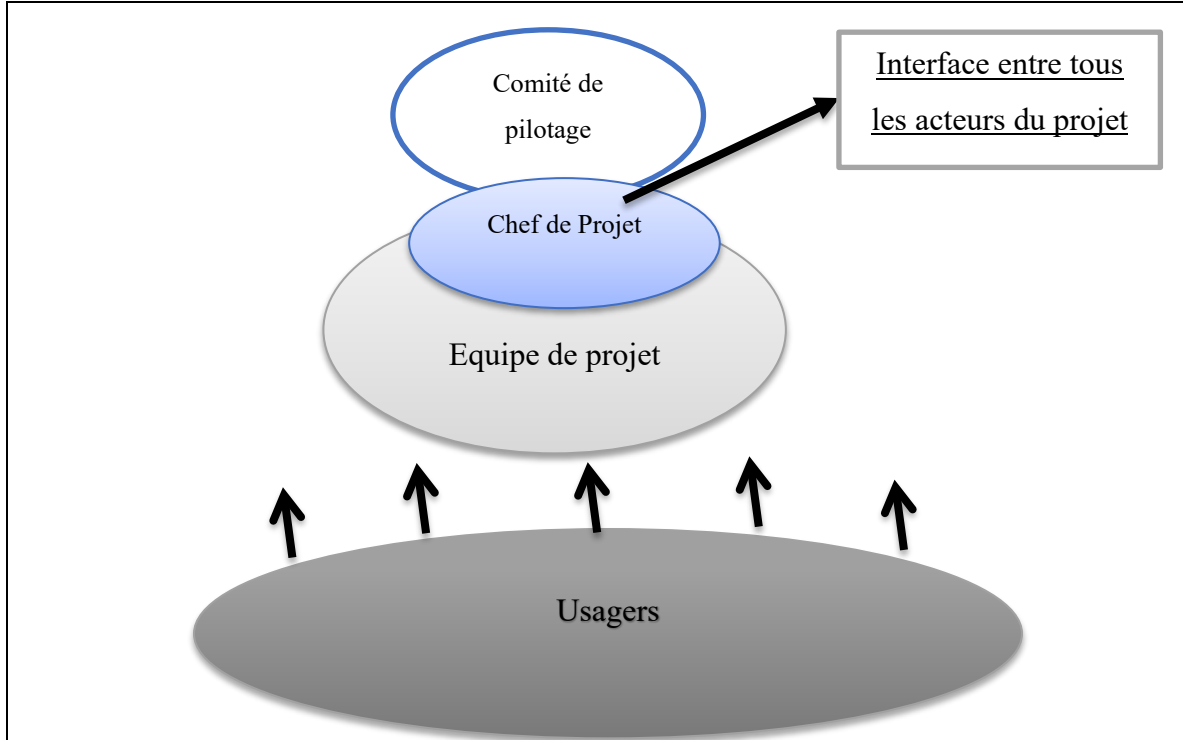 Comité de
pilotage
Interface entre tous
les acteurs du projet
Chef de Projet
Equipe de projet
Usagers